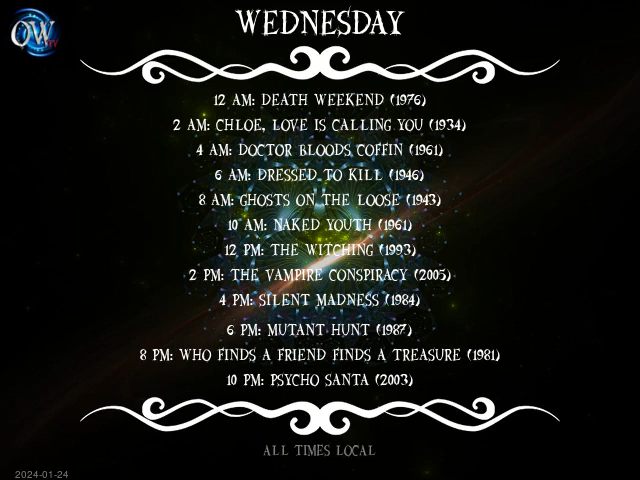 OW TV
WEDNESDAY
12 AM: DEATH WEEKEND (1976)
2 AM: CHLOE, LOVE IS CALLING YOU (1934)
4 AM: DOCTOR BLOODS COFFIN (1961)
6 AM: DRESSED TO KILL (1946)
8 AM: GHOSTS ON THE LOOSE (1943)
10 AM: NAKED YOUTH (1961)
12 PM: THE WITCHING (1993)
2 PM: THE VAMPIRE CONSPIRACY (2005)
4 PM: SILENT MADNESS (1984)
6 PM: MUTANT HUNT (1987)
8 PM: WHO FINDS A FRIEND FINDS A TREASURE (1981)
10 PM: PSYCHO SANTA (2003)
ALL TIMES LOCAL
2024-01-24